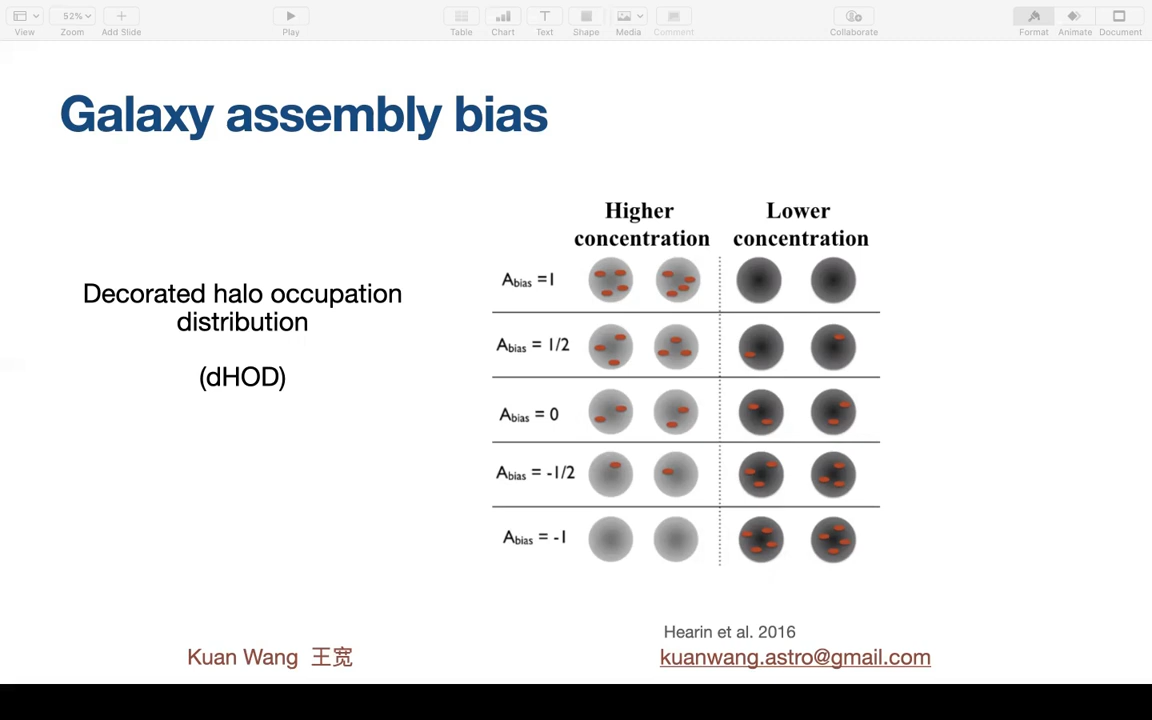 View
52%
Zoom
Add Slide
Play
Table
Chart
Text
Shape
Media
Comment
Collaborate
Format
Animate
Document
Galaxy assembly bias
Decorated halo occupation
distribution
(dHOD)
Higher
concentration
Lower
concentration
Abias =1
Abias = 1/2
Abias = 0
Abias = -1/2
Abias = -1
Hearin et al. 2016
Kuan Wang 王宽
kuanwang.astro@gmail.com